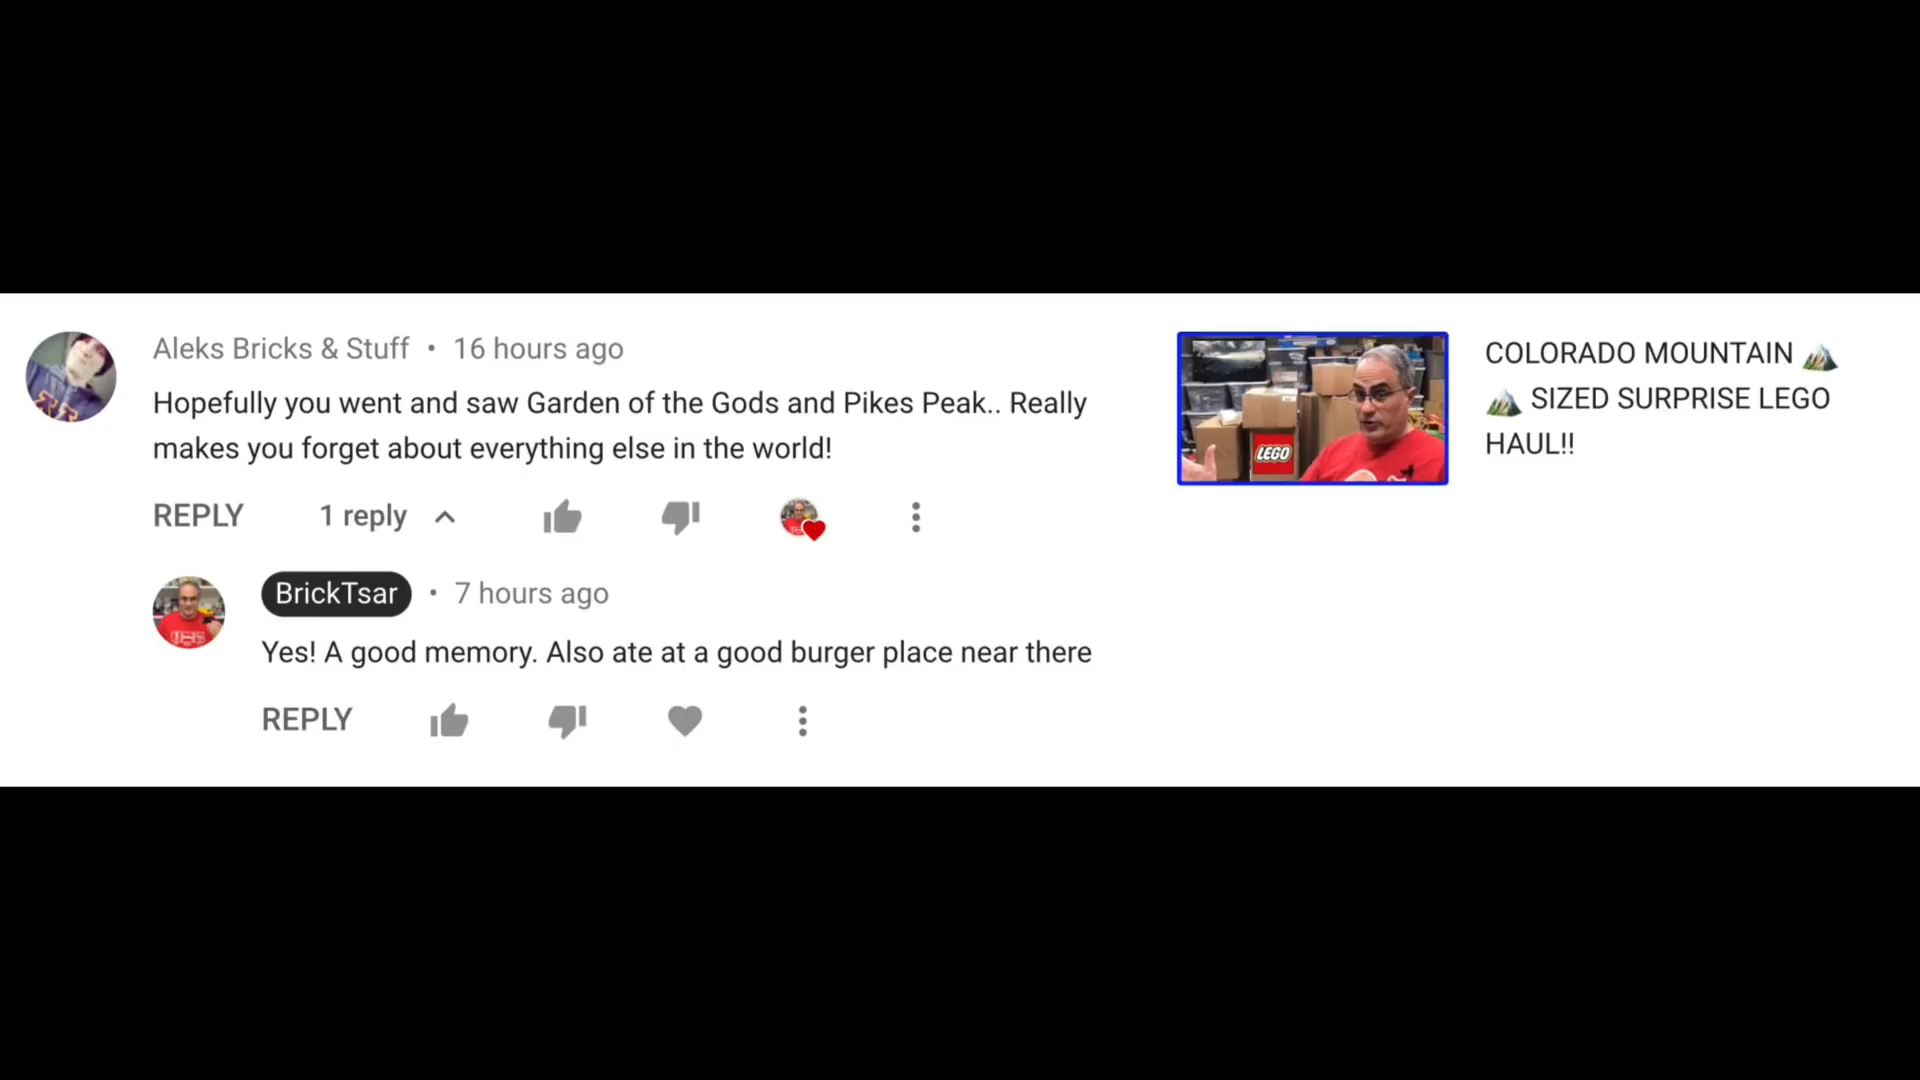 Aleks Bricks & Stuff • 16 hours ago
Hopefully you went and saw Garden of the Gods and Pikes Peak.. Really
makes you forget about everything else in the world!
REPLY 1 reply
BrickTsar • 7 hours ago
Yes! A good memory. Also ate at a good burger place near there
REPLY
LEGO
COLORADO MOUNTAIN 🏔️
🏔️ SIZED SURPRISE LEGO
HAUL!!